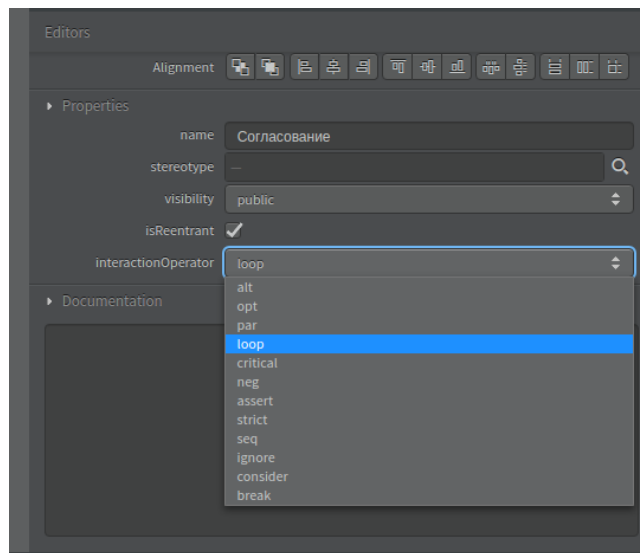 Editors
Alignment
Properties
name Согласование
stereotype —
visibility public
isReentrant
interactionOperator loop
alt
Documentation
opt
par
loop
critical
neg
assert
strict
seq
ignore
consider
break